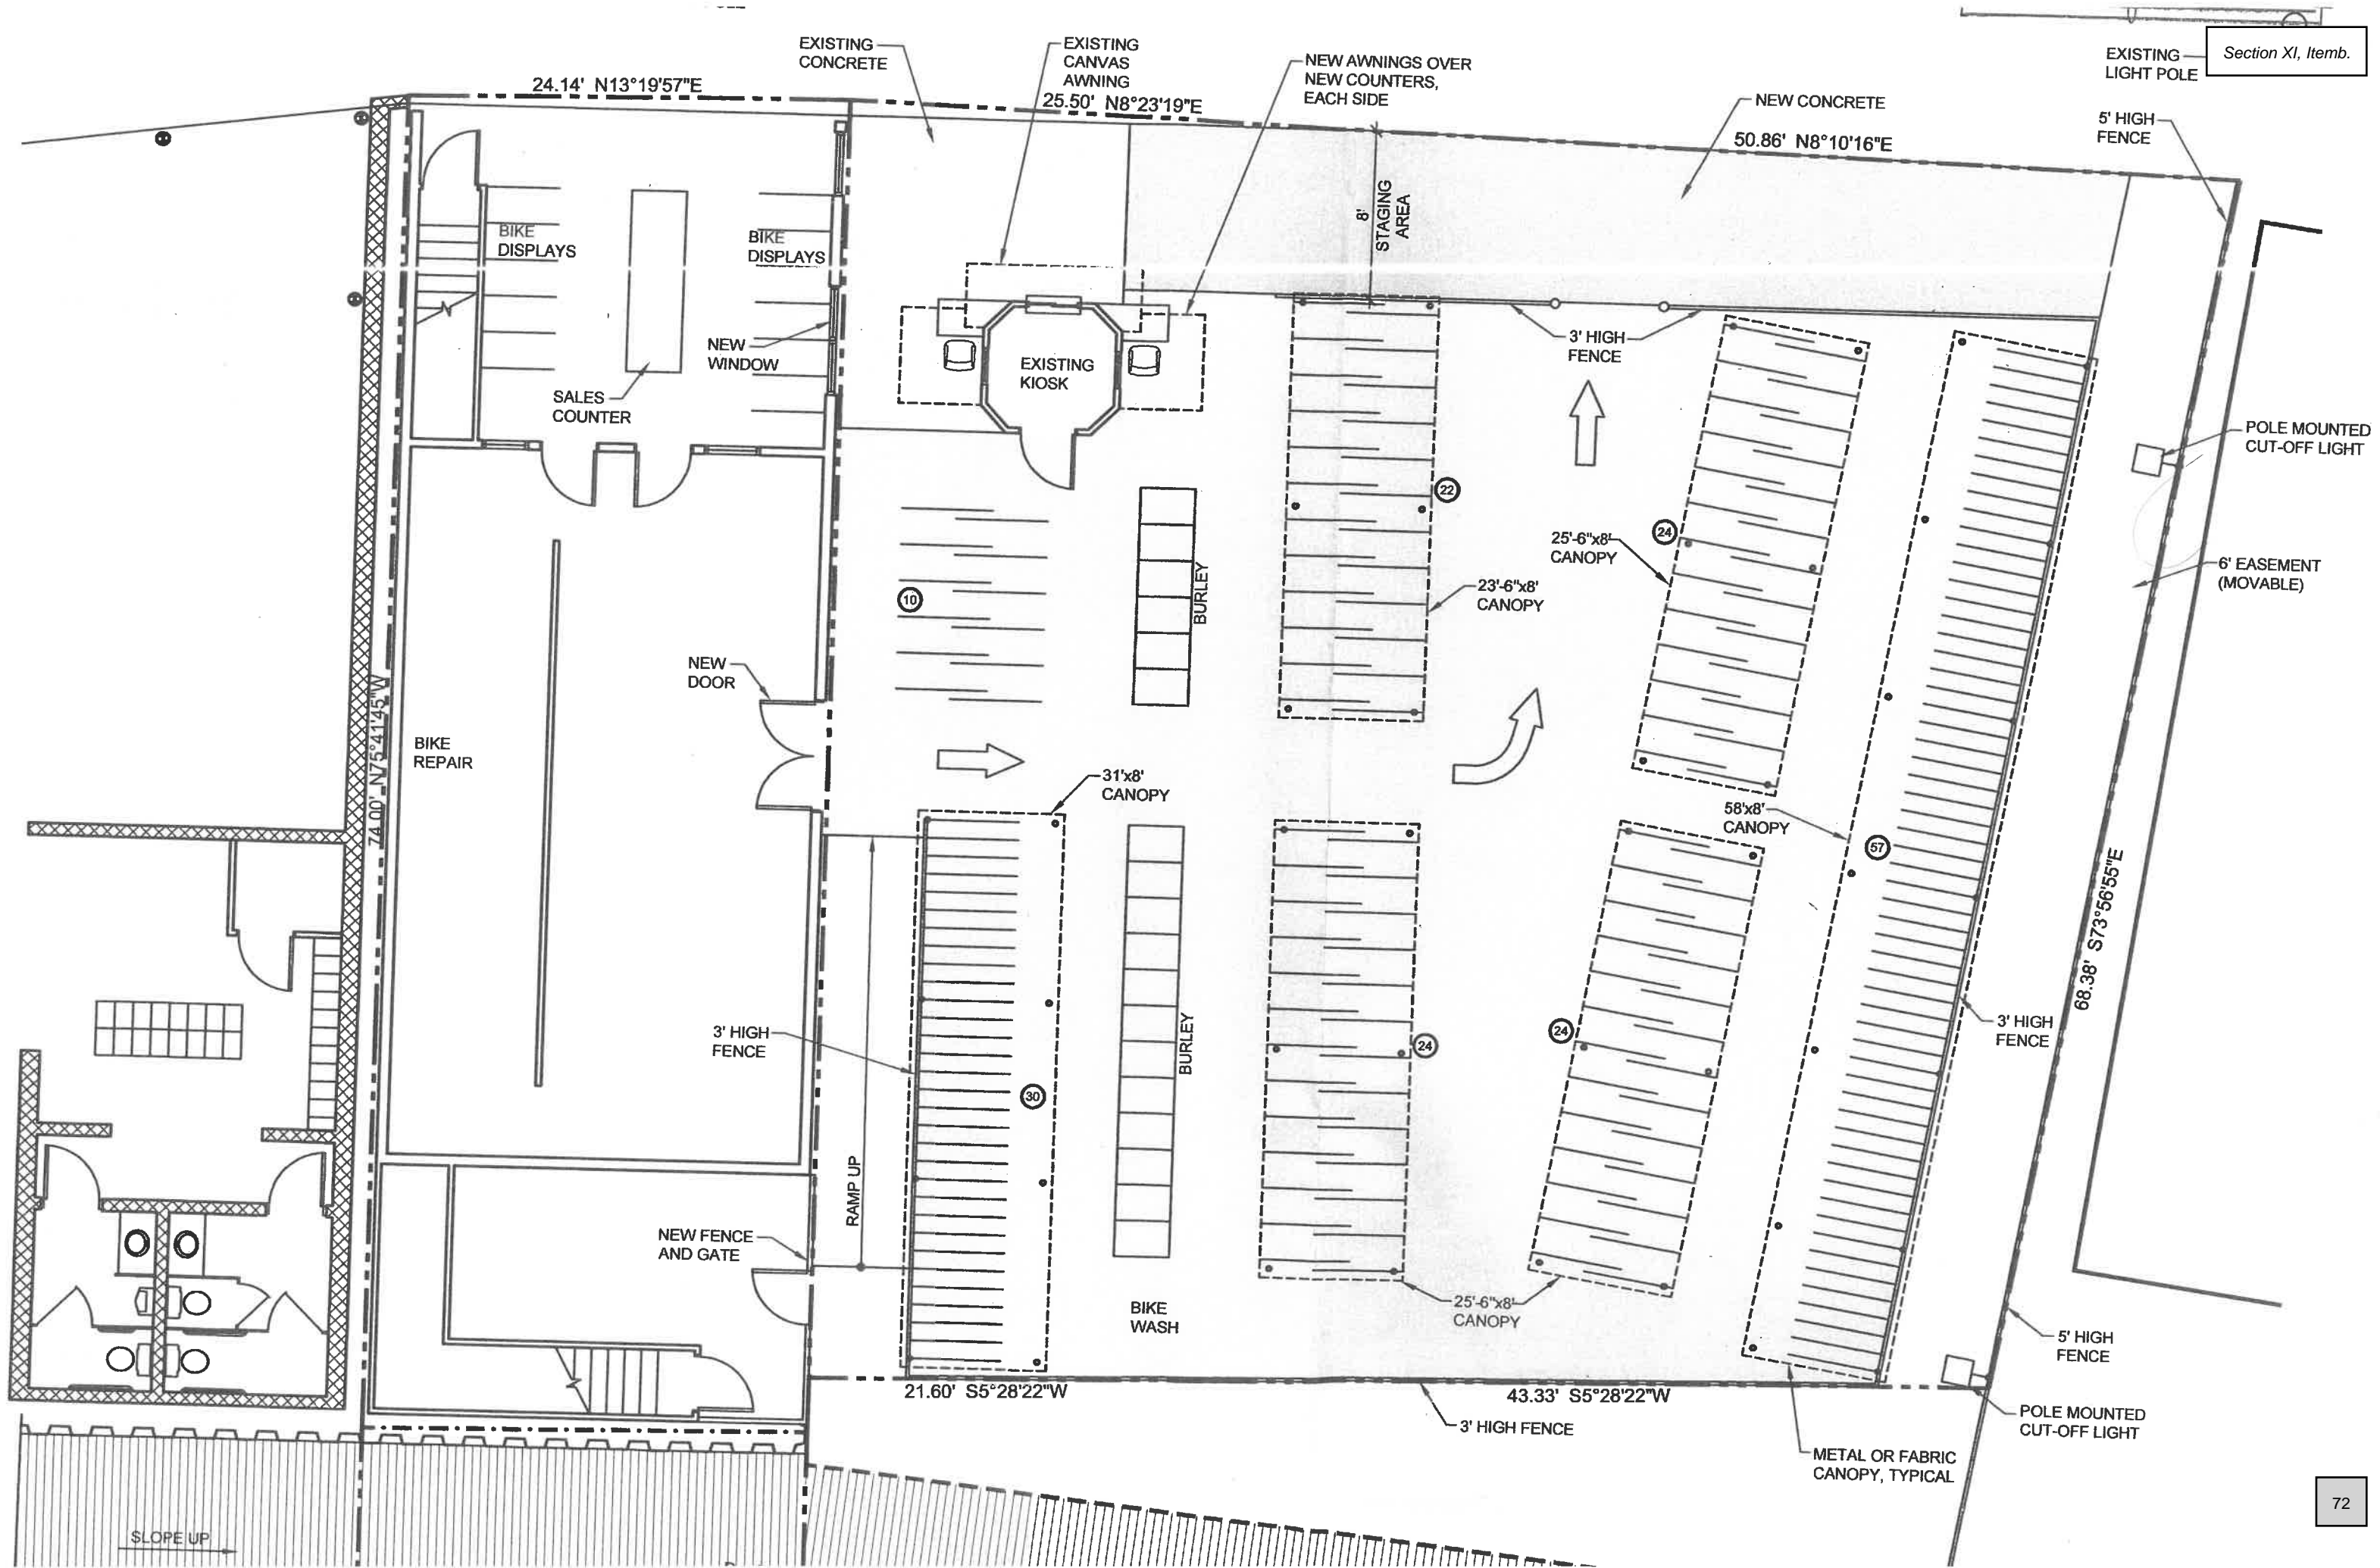 Section XI, Itemb.
EXISTING
LIGHT POLE
EXISTING
CONCRETE
EXISTING
CANVAS
AWNING
NEW AWNINGS OVER
NEW COUNTERS,
EACH SIDE
24.14' N13°19'57"E
25.50' N8°23'19"E
NEW CONCRETE
50.86' N8°10'16"E
5' HIGH
FENCE
8'
STAGING
AREA
BIKE
DISPLAYS
BIKE
DISPLAYS
NEW
WINDOW
SALES
COUNTER
EXISTING
KIOSK
3' HIGH
FENCE
POLE MOUNTED
CUT-OFF LIGHT
22
24
25'-6"x8'
CANOPY
10
BURLEY
23'-6"x8'
CANOPY
6' EASEMENT
(MOVABLE)
NEW
DOOR
74.00' N75°41'45"W
BIKE
REPAIR
31'x8'
CANOPY
58'x8'
CANOPY
57
68.38' S73°56'55"E
3' HIGH
FENCE
BURLEY
24
24
3' HIGH
FENCE
30
RAMP UP
NEW FENCE
AND GATE
BIKE
WASH
25'-6"x8'
CANOPY
5' HIGH
FENCE
21.60' S5°28'22"W
43.33' S5°28'22"W
3' HIGH FENCE
POLE MOUNTED
CUT-OFF LIGHT
METAL OR FABRIC
CANOPY, TYPICAL
SLOPE UP
72